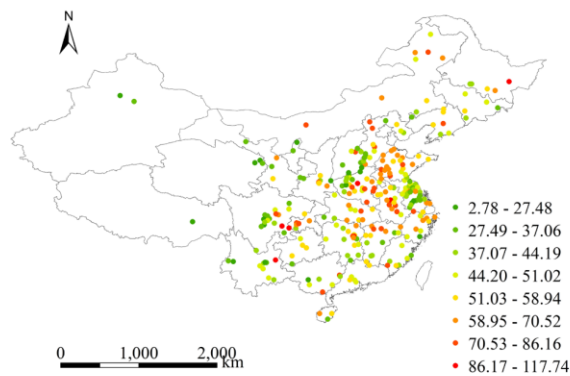 N
2.78 - 27.48
27.49 - 37.06
37.07 - 44.19
44.20 - 51.02
51.03 - 58.94
58.95 - 70.52
70.53 - 86.16
86.17 - 117.74
0 1,000 2,000
km